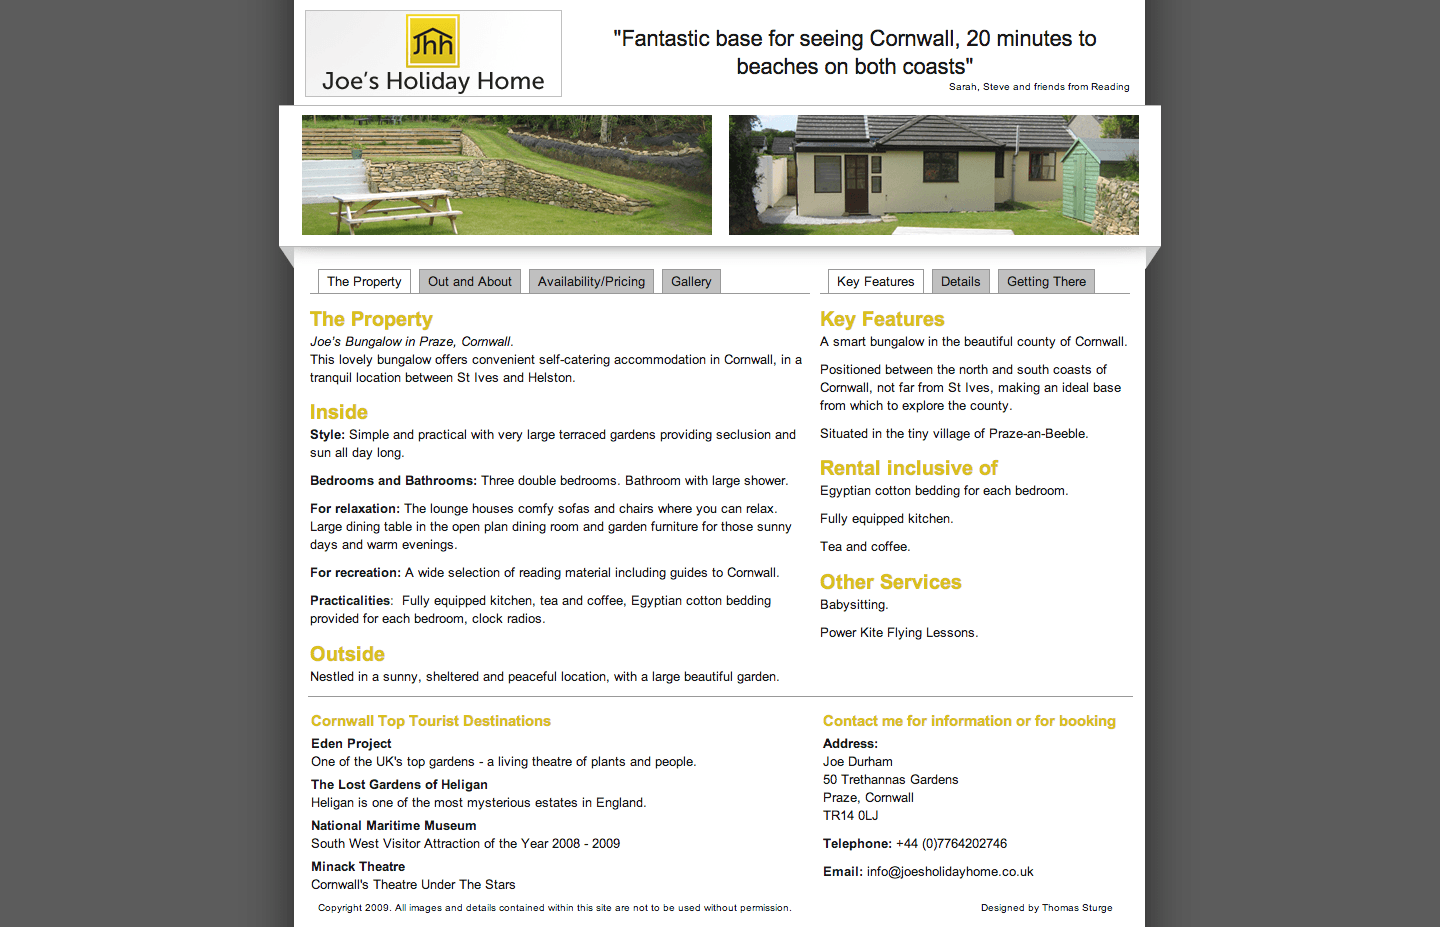 Jhh
Joe's Holiday Home
"Fantastic base for seeing Cornwall, 20 minutes to
beaches on both coasts"
Sarah, Steve and friends from Reading
The Property
Out and About
Availability/Pricing
Gallery
Key Features
Details
Getting There
The Property
Joe's Bungalow in Praze, Cornwall.
This lovely bungalow offers convenient self-catering accommodation in Cornwall, in a
tranquil location between St Ives and Helston.
Inside
Style: Simple and practical with very large terraced gardens providing seclusion and
sun all day long.
Bedrooms and Bathrooms: Three double bedrooms. Bathroom with large shower.
For relaxation: The lounge houses comfy sofas and chairs where you can relax.
Large dining table in the open plan dining room and garden furniture for those sunny
days and warm evenings.
For recreation: A wide selection of reading material including guides to Cornwall.
Practicalities:  Fully equipped kitchen, tea and coffee, Egyptian cotton bedding
provided for each bedroom, clock radios.
Outside
Nestled in a sunny, sheltered and peaceful location, with a large beautiful garden.
Key Features
A smart bungalow in the beautiful county of Cornwall.
Positioned between the north and south coasts of
Cornwall, not far from St Ives, making an ideal base
from which to explore the county.
Situated in the tiny village of Praze-an-Beeble.
Rental inclusive of
Egyptian cotton bedding for each bedroom.
Fully equipped kitchen.
Tea and coffee.
Other Services
Babysitting.
Power Kite Flying Lessons.
Cornwall Top Tourist Destinations
Eden Project
One of the UK's top gardens - a living theatre of plants and people.
The Lost Gardens of Heligan
Heligan is one of the most mysterious estates in England.
National Maritime Museum
South West Visitor Attraction of the Year 2008 - 2009
Minack Theatre
Cornwall's Theatre Under The Stars
Contact me for information or for booking
Address:
Joe Durham
50 Trethannas Gardens
Praze, Cornwall
TR14 0LJ
Telephone: +44 (0)7764202746
Email: info@joesholidayhome.co.uk
Copyright 2009. All images and details contained within this site are not to be used without permission.
Designed by Thomas Sturge